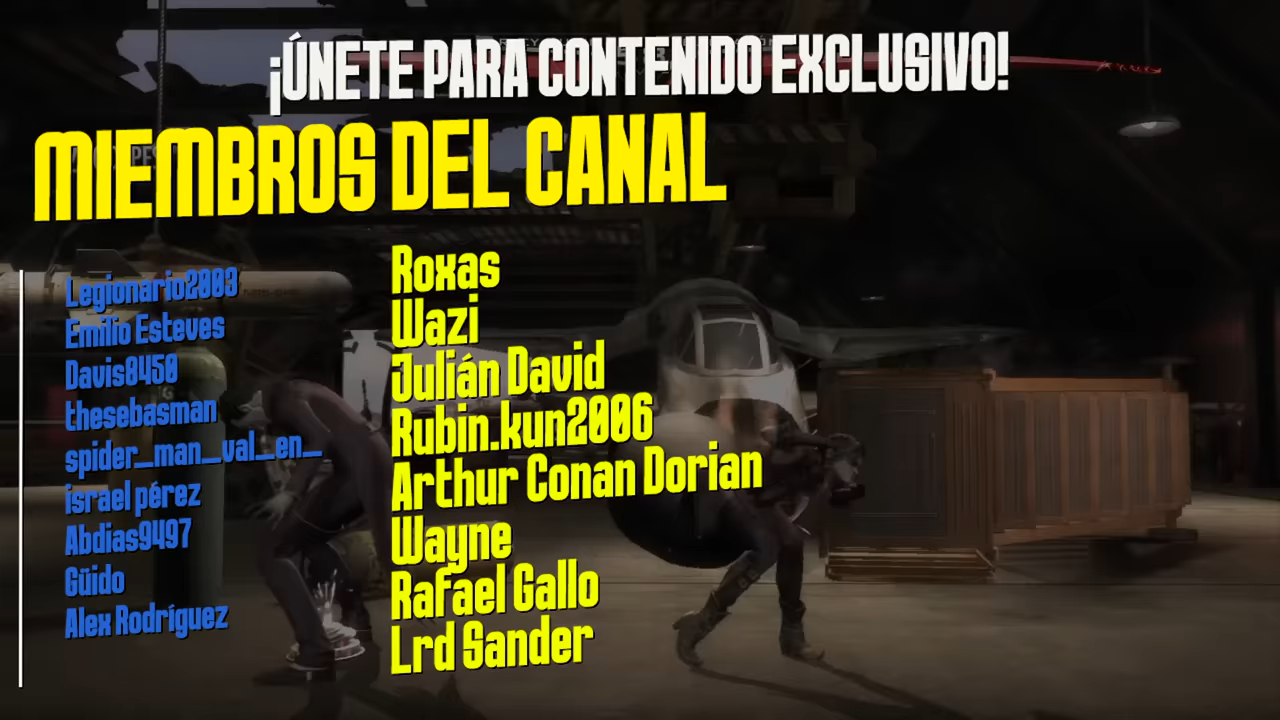 ¡ÚNETE PARA CONTENIDO EXCLUSIVO!
MIEMBROS DEL CANAL
Legionario2003
Emilio Esteves
Davis8450
thesebasman
spider_man_val_en_
israel pérez
Abdias9497
Güido
Alex Rodríguez
Roxas
Wazi
Julián David
Rubin.kun2006
Arthur Conan Dorian
Wayne
Rafael Gallo
Lrd Sander